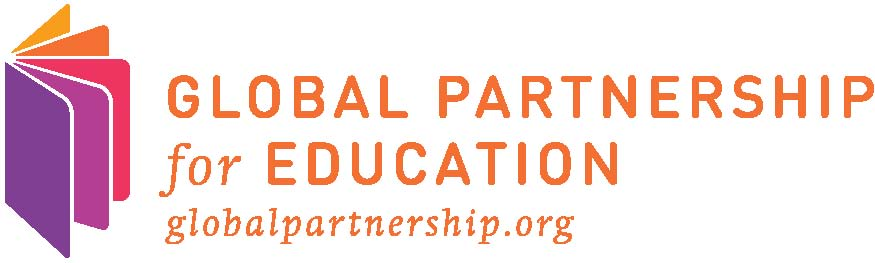 GLOBAL PARTNERSHIP
for EDUCATION
globalpartnership.org